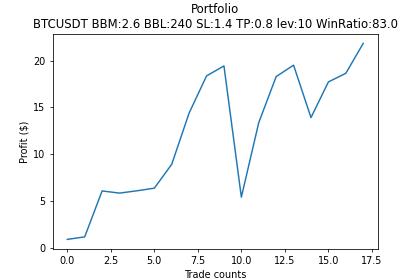 Portfolio
BTCUSDT BBM:2.6 BBL:240 SL:1.4 TP:0.8 lev:10 WinRatio:83.0
20
15
10
5
0
Profit ($)
0.0 2.5 5.0 7.5 10.0 12.5 15.0 17.5
Trade counts